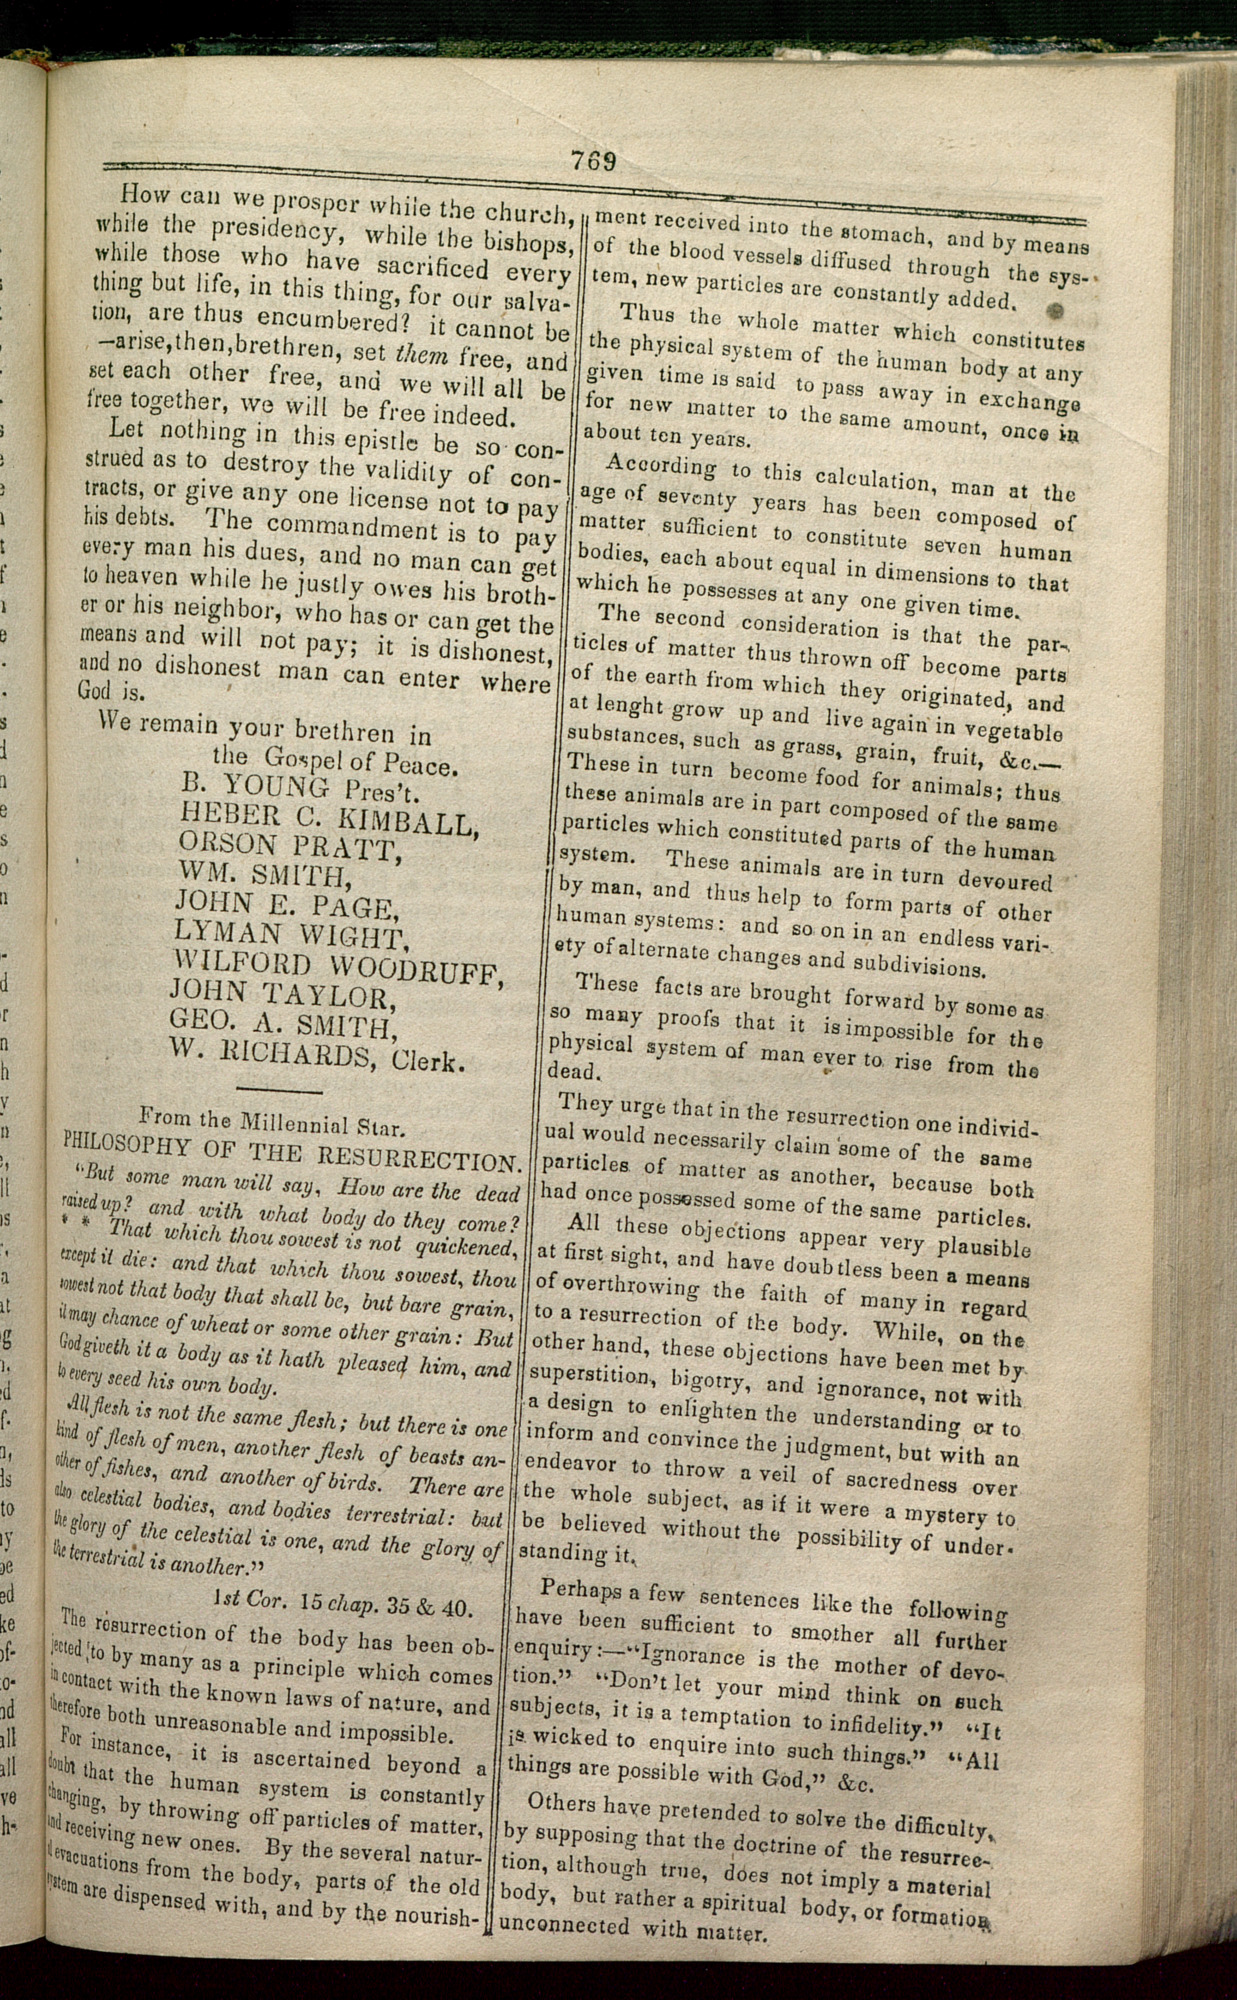 769
How can we prosper while the church,
while the presidency, while the bishops,
while those who have sacrificed every
thing but life, in this thing, for our salva-
tion, are thus encumbered? it cannot be
—arise,then,brethren, set them free, and
set each other free, and we will all be
free together, we will be free indeed.
Let nothing in this epistle be so con-
strued as to destroy the validity of con-
tracts, or give any one license not to pay
his debts. The commandment is to pay
every man his dues, and no man can get
to heaven while he justly owes his broth-
er or his neighbor, who has or can get the
means and will not pay; it is dishonest,
and no dishonest man can enter where
God is.
We remain your brethren in
the Gospel of Peace.
B. YOUNG Pres't.
HEBER C. KIMBALL,
ORSON PRATT,
WM. SMITH,
JOHN E. PAGE,
LYMAN WIGHT,
WILFORD WOODRUFF,
JOHN TAYLOR,
GEO. A. SMITH,
W. RICHARDS, Clerk.
From the Millennial Star.
PHILOSOPHY OF THE RESURRECTION.
"But some man will say, How are the dead
raised up? and with what body do they come?
* * That which thou sowest is not quickened,
except it die: and that which thou sowest, thou
sowest not that body that shall be, but bare grain,
it may chance of wheat or some other grain: But
God giveth it a body as it hath pleased him, and
to every seed his own body.
All flesh is not the same flesh; but there is one
kind of flesh of men, another flesh of beasts an-
other of fishes, and another of birds. There are
also celestial bodies, and bodies terrestrial: but
the glory of the celestial is one, and the glory of
the terrestrial is another."
1st Cor. 15 chap. 35 & 40.
The resurrection of the body has been ob-
jected to by many as a principle which comes
in contact with the known laws of nature, and
therefore both unreasonable and impossible.
For instance, it is ascertained beyond a
doubt that the human system is constantly
changing, by throwing off particles of matter,
and receiving new ones. By the several natur-
al evacuations from the body, parts of the old
system are dispensed with, and by the nourish-
ment received into the stomach, and by means
of the blood vessels diffused through the sys-
tem, new particles are constantly added.
Thus the whole matter which constitutes
the physical system of the human body at any
given time is said to pass away in exchange
for new matter to the same amount, once in
about ten years.
According to this calculation, man at the
age of seventy years has been composed of
matter sufficient to constitute seven human
bodies, each about equal in dimensions to that
which he possesses at any one given time.
The second consideration is that the par-
ticles of matter thus thrown off become parts
of the earth from which they originated, and
at lenght grow up and live again in vegetable
substances, such as grass, grain, fruit, &c.—
These in turn become food for animals; thus
these animals are in part composed of the same
particles which constituted parts of the human
system. These animals are in turn devoured
by man, and thus help to form parts of other
human systems: and so on in an endless vari-
ety of alternate changes and subdivisions.
These facts are brought forward by some as
so many proofs that it is impossible for the
physical system of man ever to rise from the
dead.
They urge that in the resurrection one individ-
ual would necessarily claim some of the same
particles of matter as another, because both
had once possessed some of the same particles.
All these objections appear very plausible
at first sight, and have doubtless been a means
of overthrowing the faith of many in regard
to a resurrection of the body. While, on the
other hand, these objections have been met by
superstition, bigotry, and ignorance, not with
a design to enlighten the understanding or to
inform and convince the judgment, but with an
endeavor to throw a veil of sacredness over
the whole subject, as if it were a mystery to
be believed without the possibility of under-
standing it.
Perhaps a few sentences like the following
have been sufficient to smother all further
enquiry:—"Ignorance is the mother of devo-
tion." "Don't let your mind think on such
subjects, it is a temptation to infidelity." "It
is wicked to enquire into such things." "All
things are possible with God," &c.
Others have pretended to solve the difficulty,
by supposing that the doctrine of the resurrec-
tion, although true, does not imply a material
body, but rather a spiritual body, or formation
unconnected with matter.